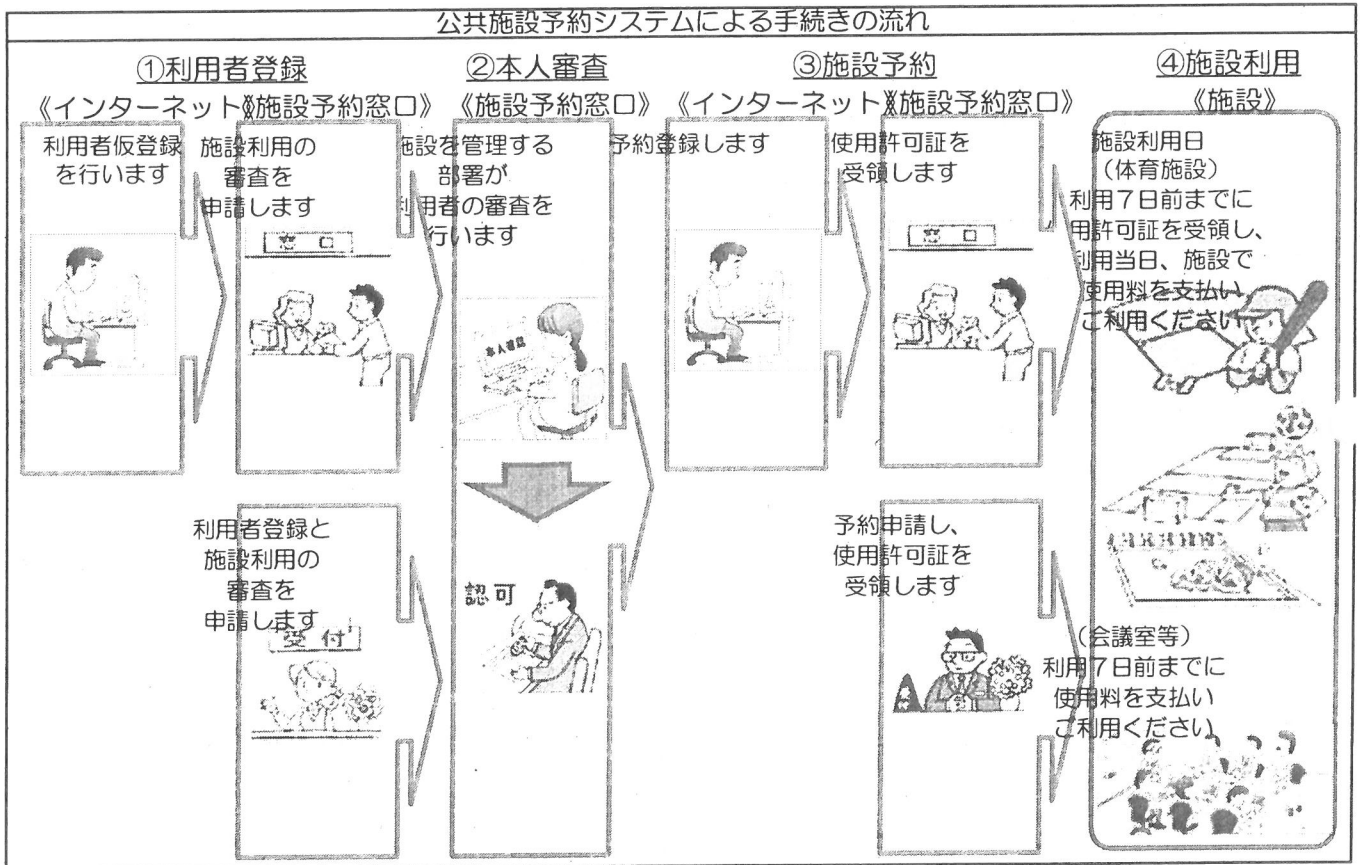 公共施設予約システムによる手続きの流れ
①利用者登録
《インターネット》
《施設予約窓口》
利用者仮登録
を行います
施設利用の
審査を
申請します
窓口
利用者登録と
施設利用の
審査を
申請します
受付
②本人審査
《施設予約窓口》
施設を管理する
部署が
利用者の審査を
行います
本人確認
認可
③施設予約
《インターネット》
《施設予約窓口》
予約登録します
使用許可証を
受領します
窓口
予約申請し、
使用許可証を
受領します
④施設利用
《施設》
施設利用日
(体育施設)
利用7日前までに
用許可証を受領し、
利用当日、施設で
使用料を支払い
ご利用ください
(会議室等)
利用7日前までに
使用料を支払い
ご利用ください